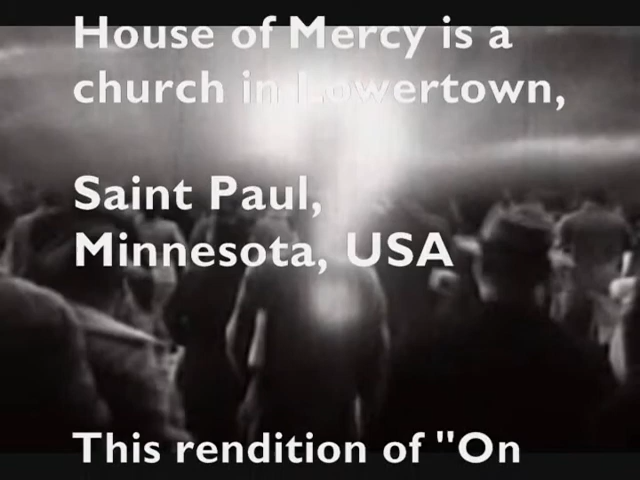 House of Mercy is a
church in Lowertown,
Saint Paul,
Minnesota, USA
This rendition of "On